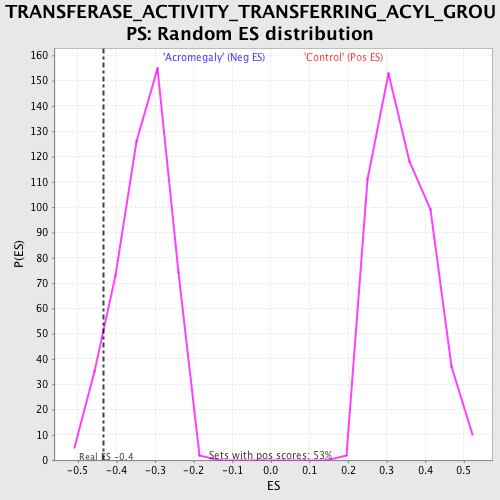 TRANSFERASE_ACTIVITY_TRANSFERRING_ACYL_GROU
PS: Random ES distribution
'Acromegaly' (Neg ES) 'Control' (Pos ES)
160
150
140
130
120
110
100
90
80
70
60
50
40
30
20
10
0
P(ES)
Real ES -0.4 Sets with pos scores: 53%
-0.5 -0.4 -0.3 -0.2 -0.1 0.0 0.1 0.2 0.3 0.4 0.5
ES